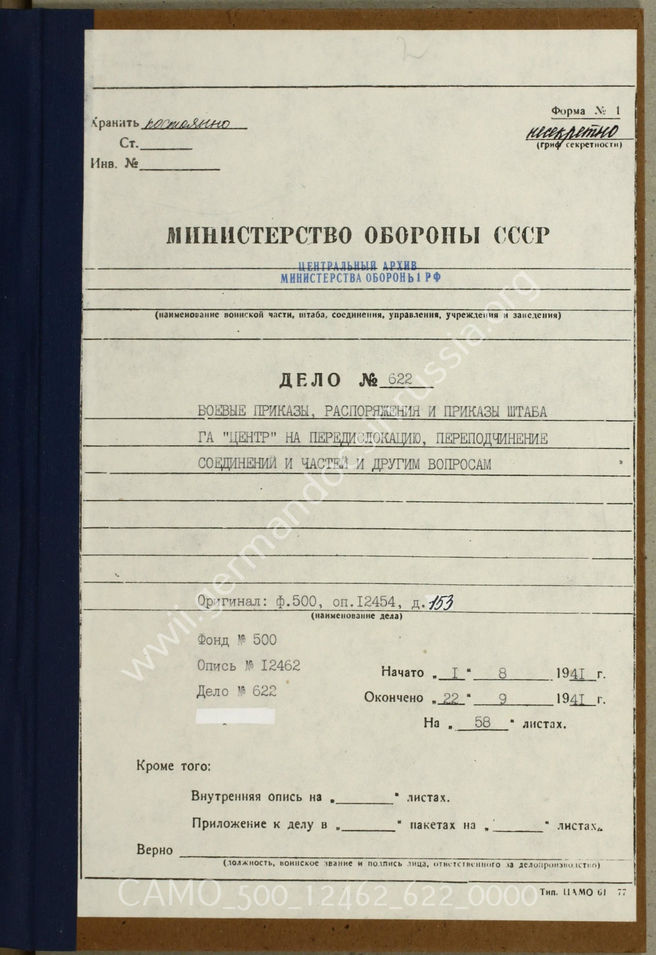 2
Форма № 1
Хранить постоянно
несекретно
Ст.
(гриф секретности)
Инв. №
МИНИСТЕРСТВО ОБОРОНЫ СССР
ЦЕНТРАЛЬНЫЙ АРХИВ
МИНИСТЕРСТВА ОБОРОНЫ РФ
(наименование воинской части, штаба, соединения, управления, учреждения и заведения)
ДЕЛО № 622
БОЕВЫЕ ПРИКАЗЫ, РАСПОРЯЖЕНИЯ И ПРИКАЗЫ ШТАБА
ГА "ЦЕНТР" НА ПЕРЕДИСЛОКАЦИЮ, ПЕРЕПОДЧИНЕНИЕ
СОЕДИНЕНИЙ И ЧАСТЕЙ И ДРУГИМ ВОПРОСАМ
Оригинал: ф.500, оп.I2454, д.153
(наименование дела)
Фонд № 500
Опись № I2462
Дело № 622
Начато „ I " 8 1941 г.
Окончено „ 22 " 9 1941 г.
На „ 58 " листах.
Кроме того:
Внутренняя опись на „ " листах.
Приложение к делу в „ " пакетах на „ " листах.
Верно
(должность, воинское звание и подпись лица, ответственного за делопроизводство)
Тип. ЦАМО 61 77
CAMO_500_12462_622_0000
www.germandocsinrussia.org